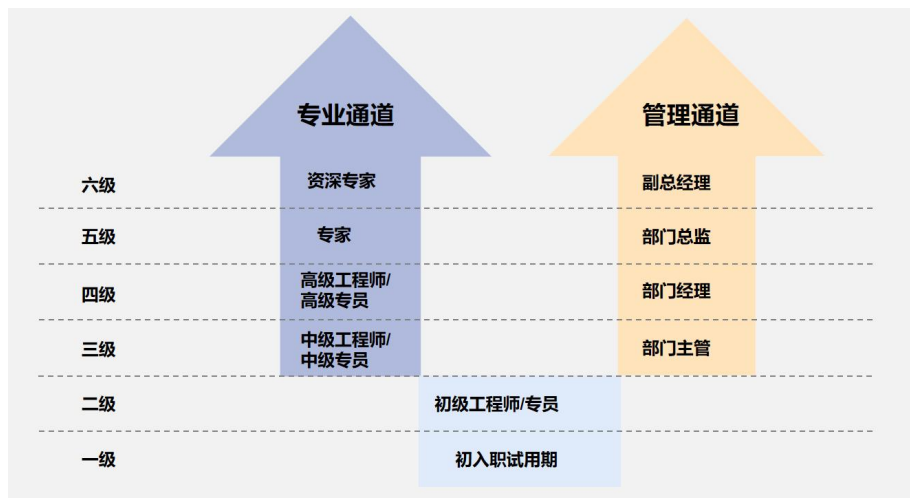 专业通道
管理通道
六级
资深专家
副总经理
五级
专家
部门总监
四级
高级工程师/
高级专员
部门经理
三级
中级工程师/
中级专员
部门主管
二级
初级工程师/专员
一级
初入职试用期